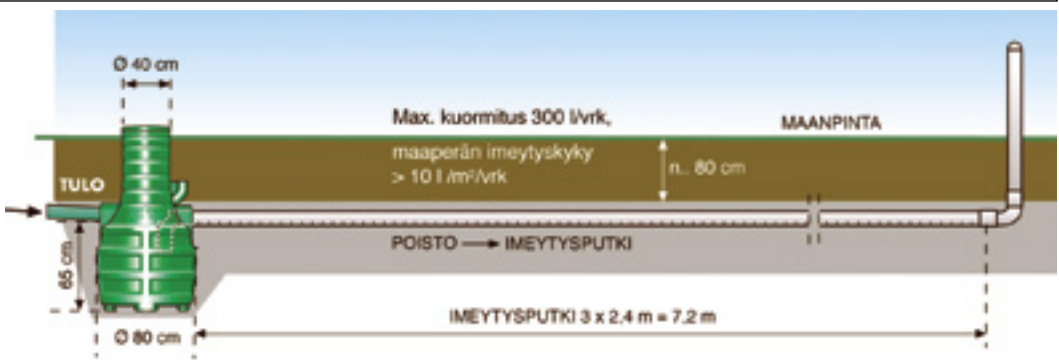 Ø 40 cm
Max. kuormitus 300 l/vrk,
MAANPINTA
maaperän imeytyskyky
> 10 l /m²/vrk
n.. 80 cm
TULO
POISTO → IMEYTYSPUTKI
65 cm
IMEYTYSPUTKI 3 x 2,4 m = 7,2 m
Ø 80 cm